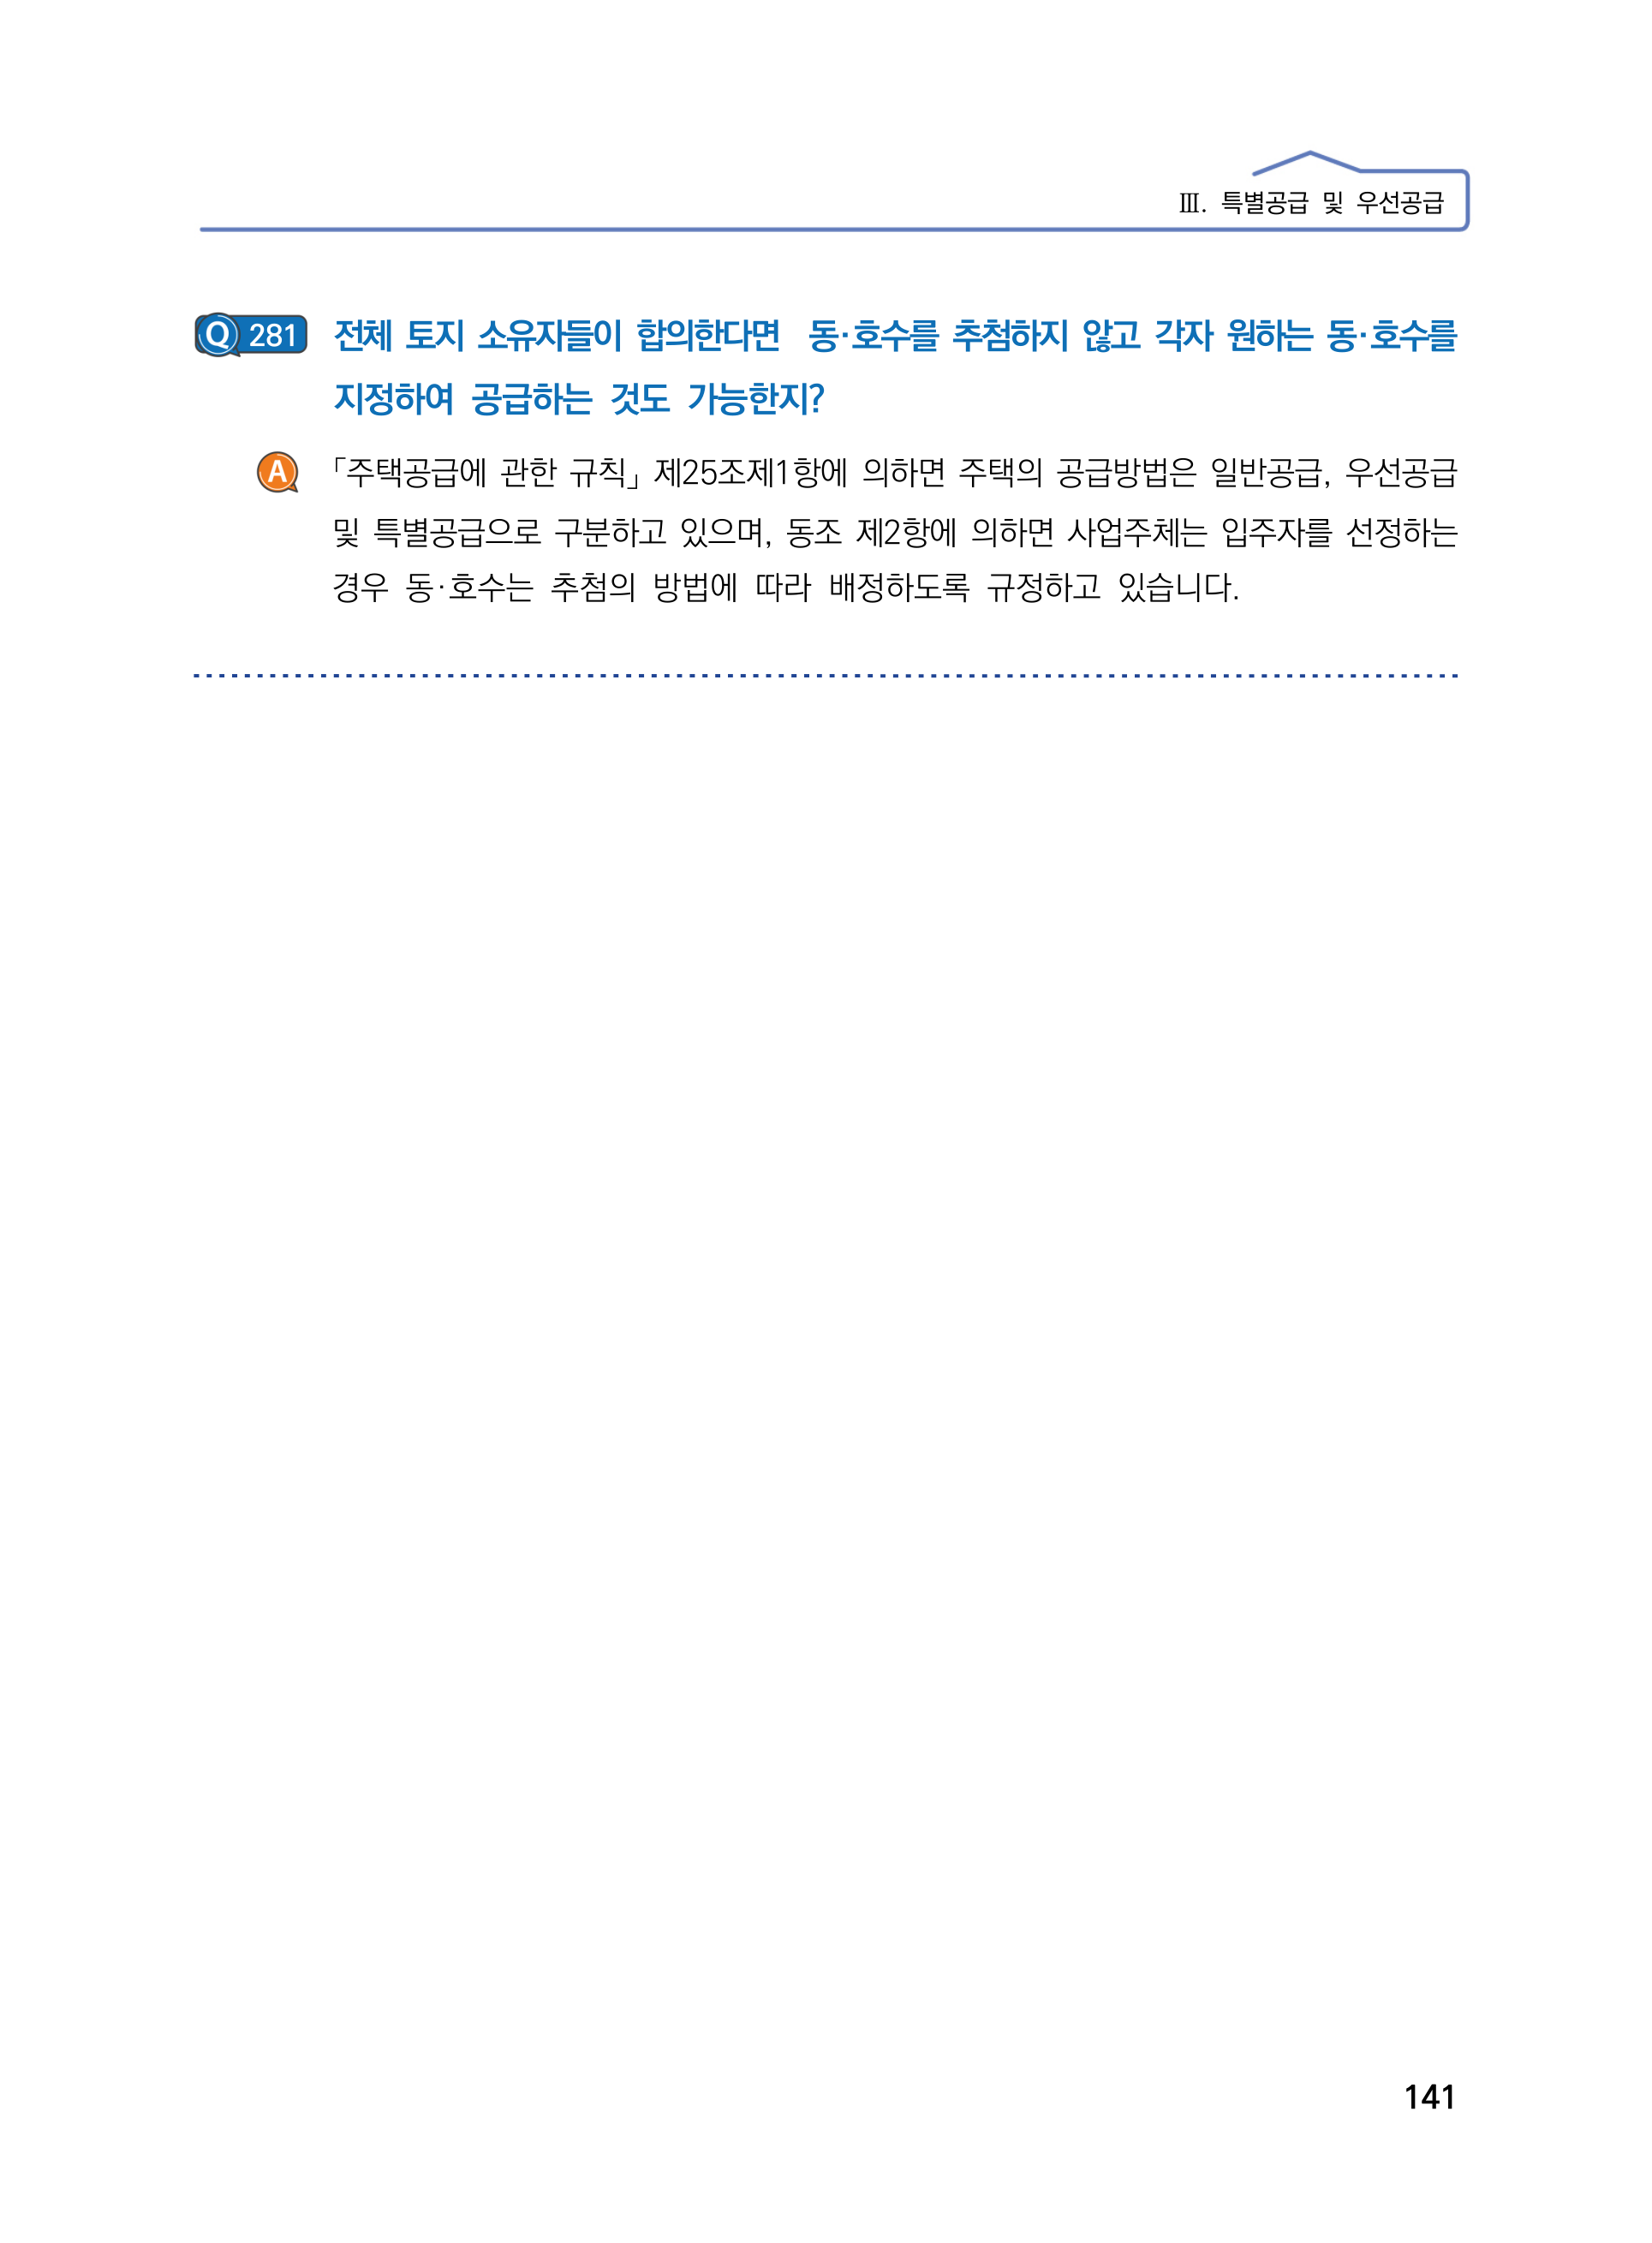 Ⅲ. 특별공급 및 우선공급
Q 281 전체 토지 소유자들이 합의한다면 동·호수를 추첨하지 않고 각자 원하는 동·호수를
지정하여 공급하는 것도 가능한지?
A 「주택공급에 관한 규칙」 제25조제1항에 의하면 주택의 공급방법은 일반공급, 우선공급
및 특별공급으로 구분하고 있으며, 동조 제2항에 의하면 사업주체는 입주자를 선정하는
경우 동·호수는 추첨의 방법에 따라 배정하도록 규정하고 있습니다.
141